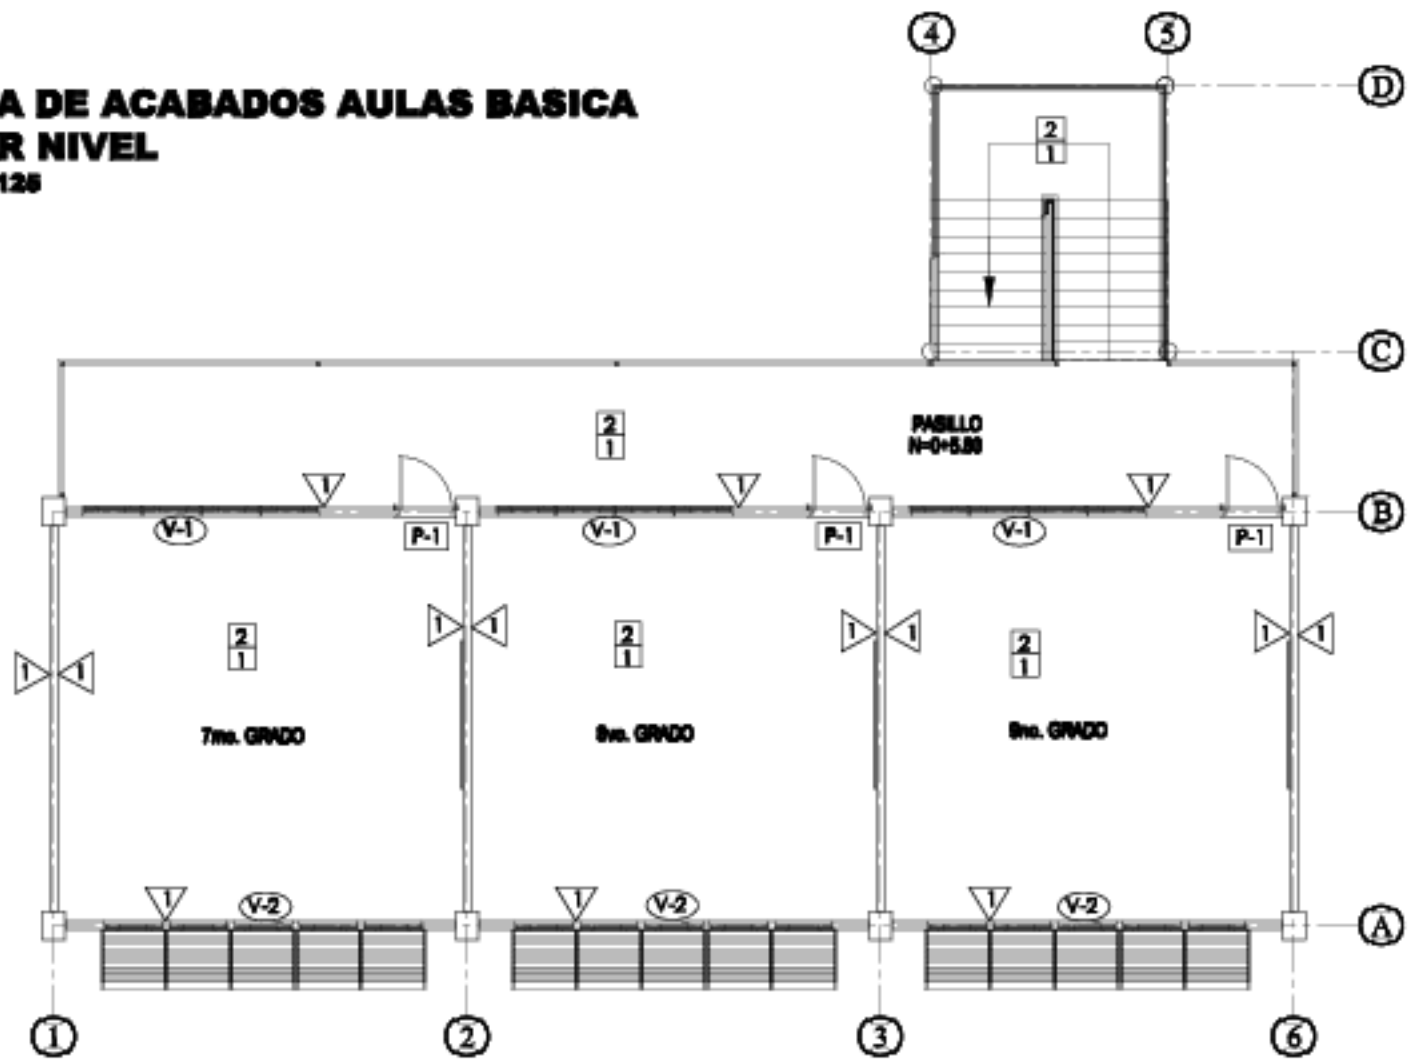 4 5
A DE ACABADOS AULAS BASICA
D
R NIVEL
2
1
125
C
2
1
PASILLO
N=0+5.80
1 1 1
B
V-1 V-1 V-1
P-1 P-1 P-1
1 1 1 1 1 1
2
1
2
1
2
1
1 1
7mo. GRADO
8vo. GRADO
9no. GRADO
1 V-2 1 V-2 1 V-2
A
1 2 3 6